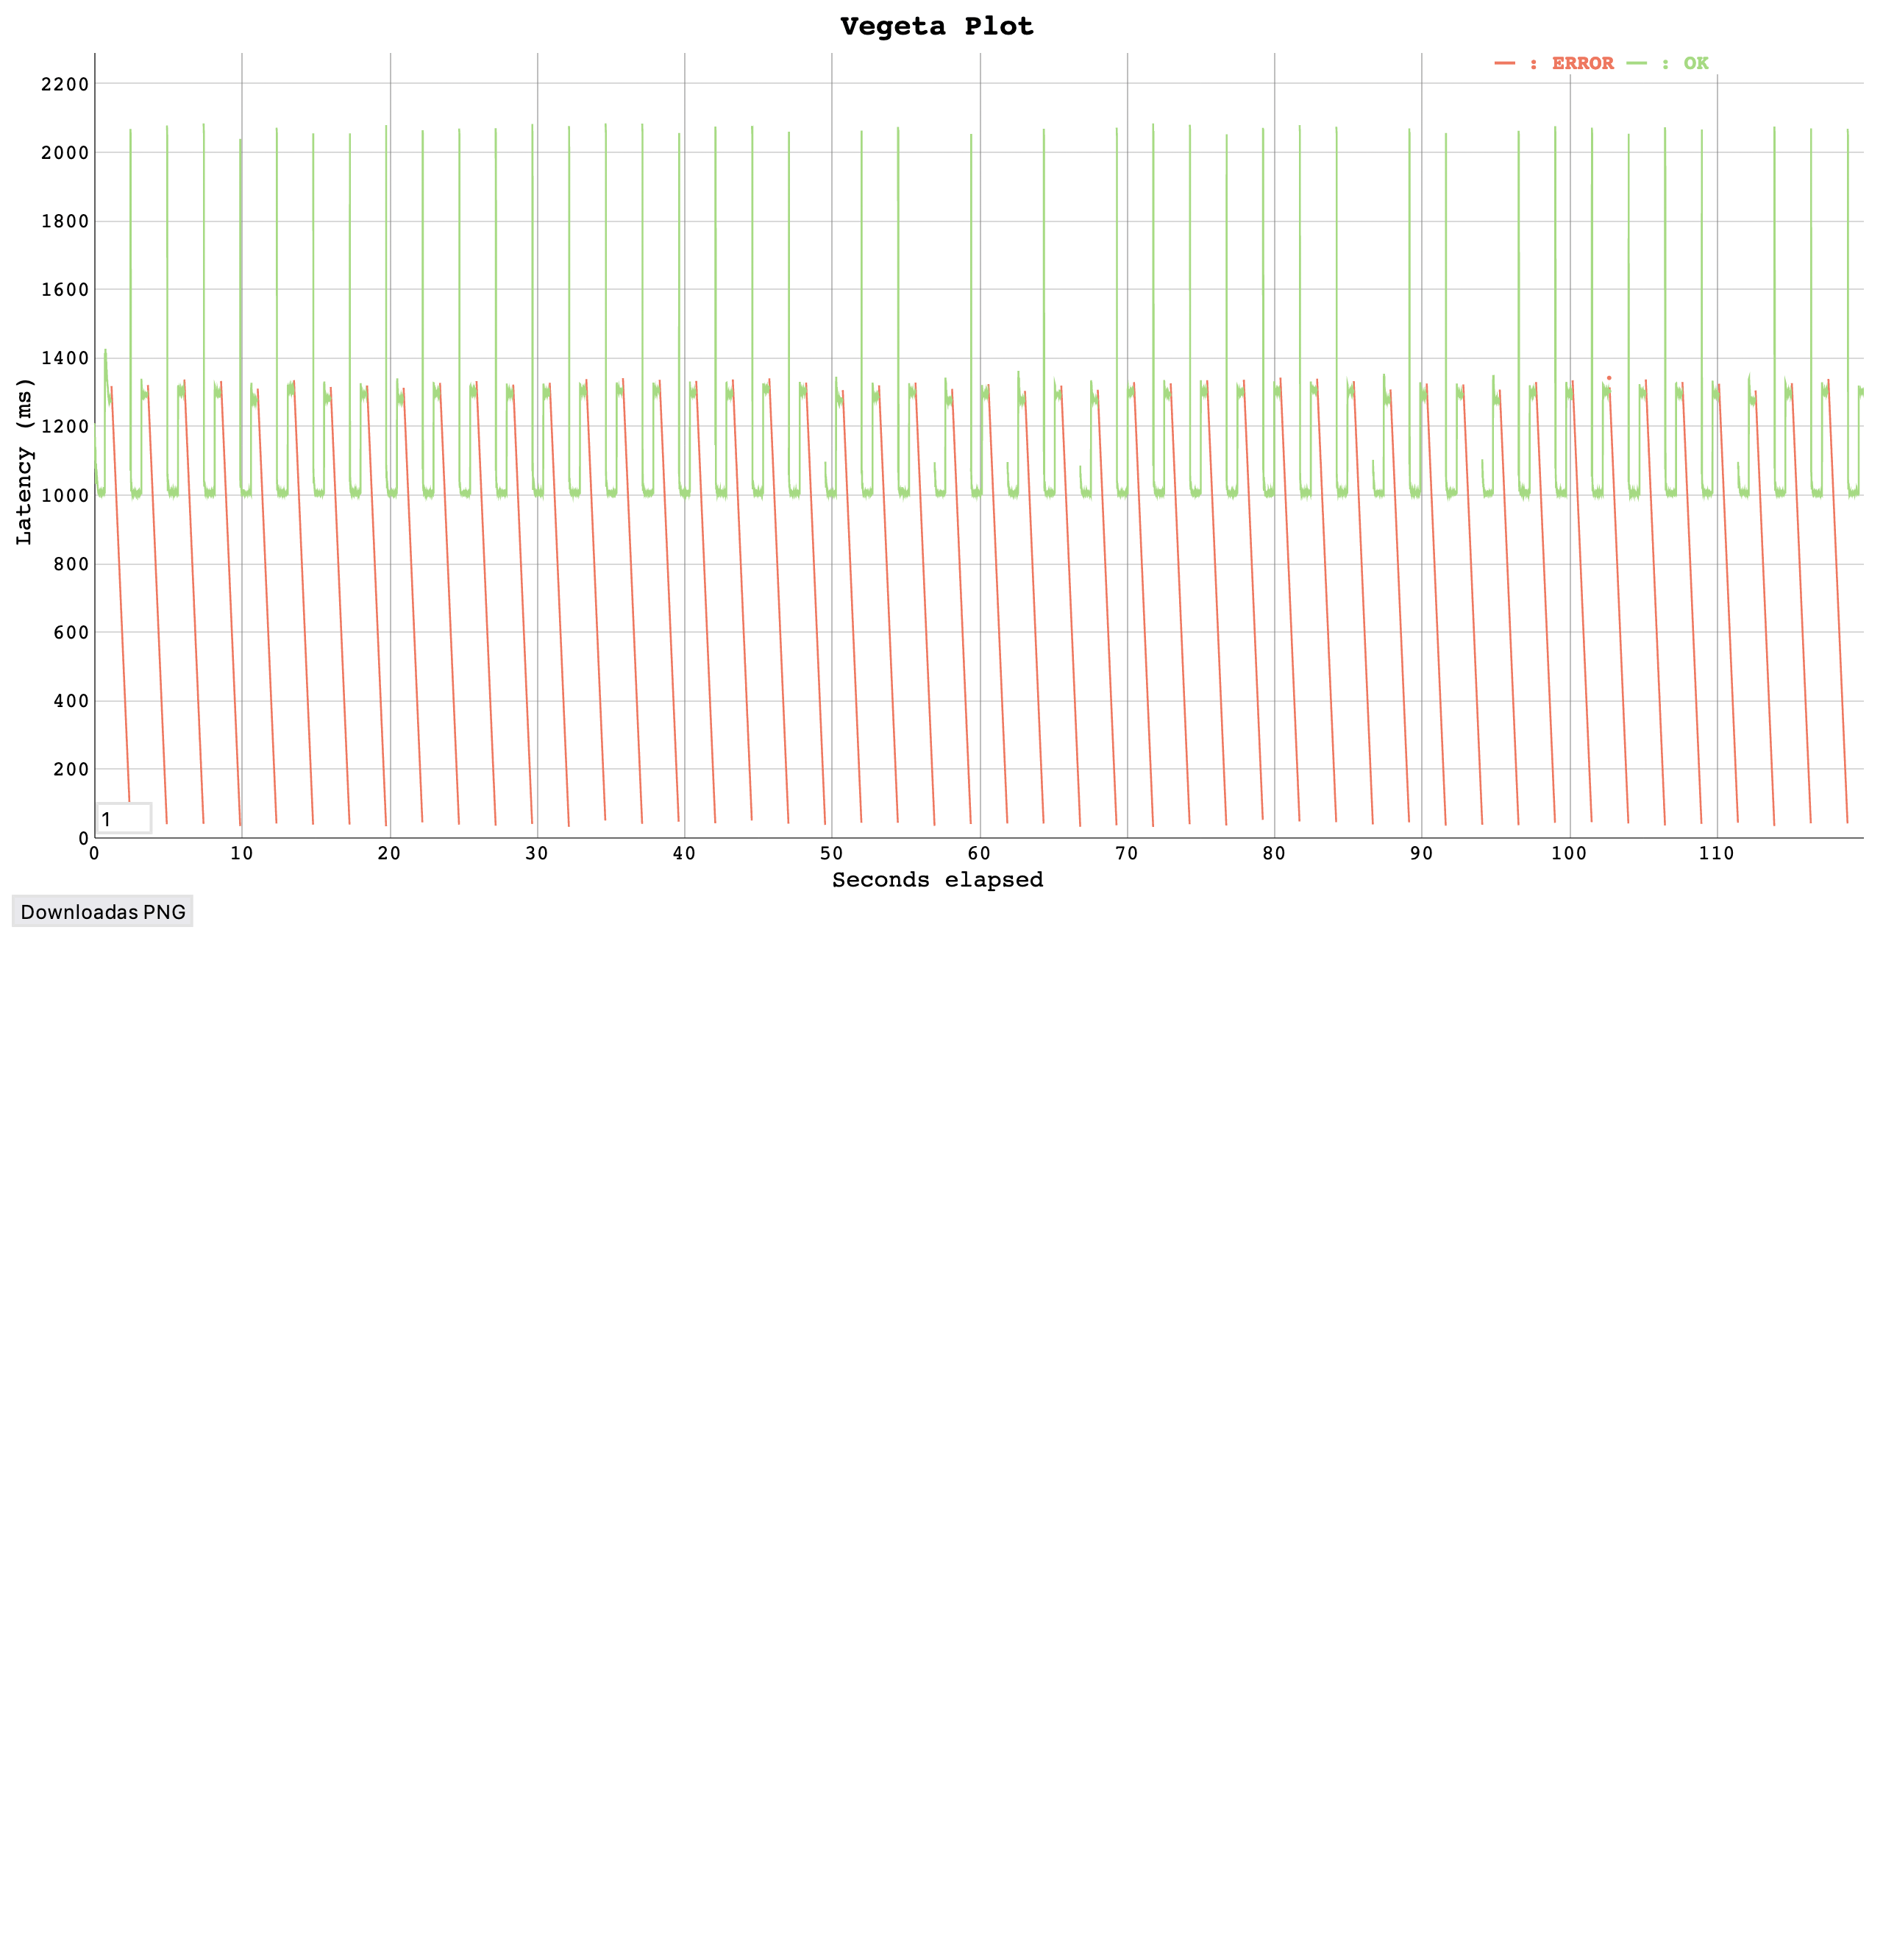 Vegeta Plot
— : ERROR — : OK
2200
2000
1800
1600
1400
1200
1000
800
600
400
200
0
Latency (ms)
1
0 10 20 30 40 50 60 70 80 90 100 110
Seconds elapsed
Downloadas PNG